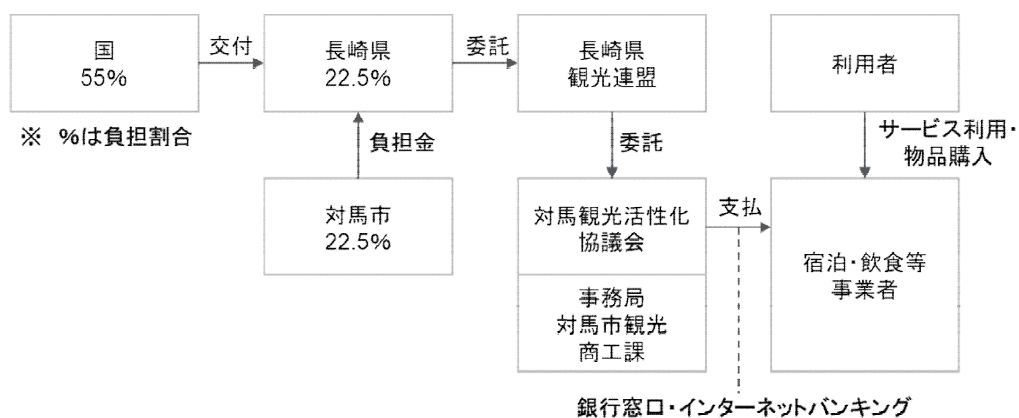 国
55%
交付
長崎県
22.5%
委託
長崎県
観光連盟
利用者
※ %は負担割合
負担金
委託
サービス利用・
物品購入
対馬市
22.5%
対馬観光活性化
協議会
支払
宿泊・飲食等
事業者
事務局
対馬市観光
商工課
銀行窓口・インターネットバンキング